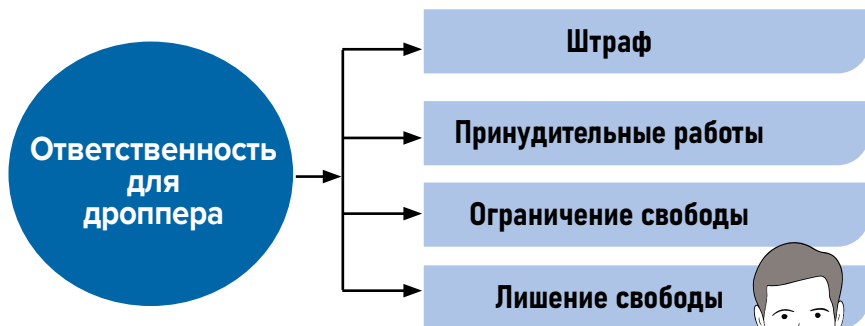 Ответственность
для
дроппера
Штраф
Принудительные работы
Ограничение свободы
Лишение свободы